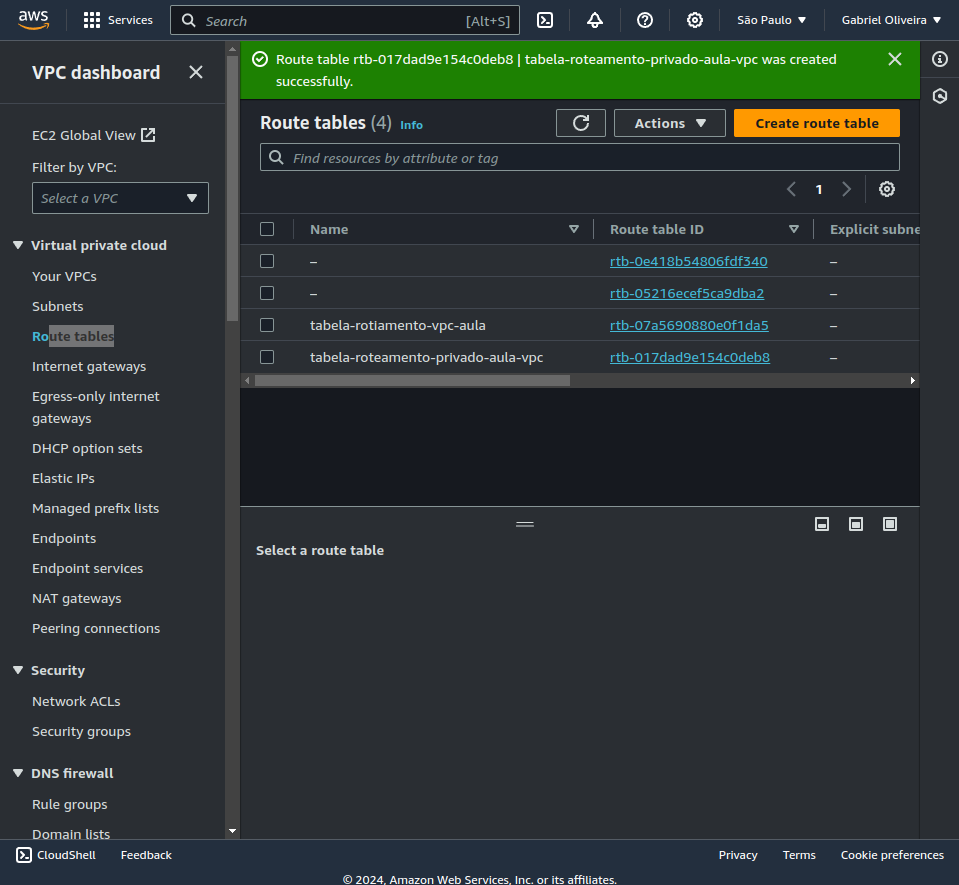 aws
Services
Search
[Alt+S]
São Paulo
Gabriel Oliveira
VPC dashboard
EC2 Global View
Filter by VPC:
Select a VPC
Virtual private cloud
Your VPCs
Subnets
Route tables
Internet gateways
Egress-only internet
gateways
DHCP option sets
Elastic IPs
Managed prefix lists
Endpoints
Endpoint services
NAT gateways
Peering connections
Security
Network ACLs
Security groups
DNS firewall
Rule groups
Domain lists
Route table rtb-017dad9e154c0deb8 | tabela-roteamento-privado-aula-vpc was created
successfully.
Route tables (4) Info
Actions
Create route table
Find resources by attribute or tag
1
Name Route table ID Explicit subne
– rtb-0e418b54806fdf340 –
– rtb-05216ecef5ca9dba2 –
tabela-rotiamento-vpc-aula rtb-07a5690880e0f1da5 –
tabela-roteamento-privado-aula-vpc rtb-017dad9e154c0deb8 –
Select a route table
CloudShell Feedback Privacy Terms Cookie preferences
© 2024, Amazon Web Services, Inc. or its affiliates.